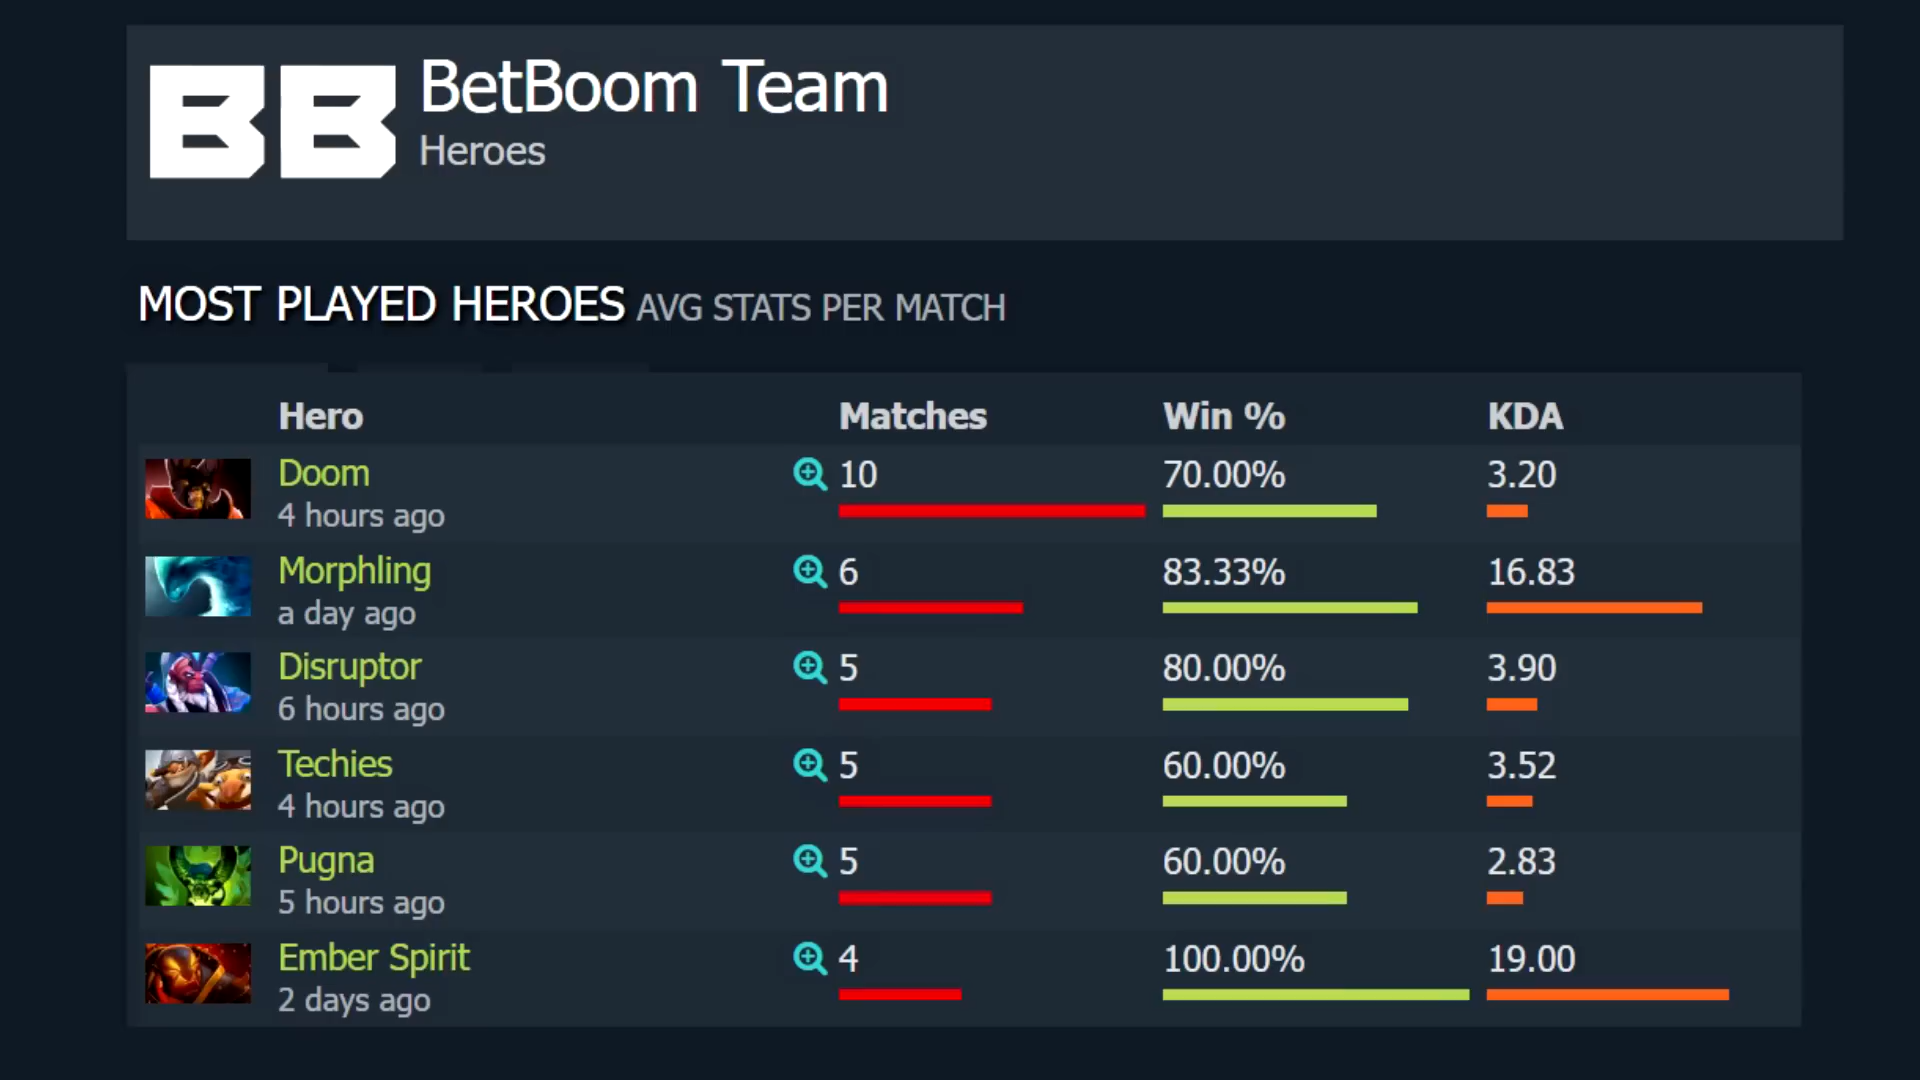 BB
BetBoom Team
Heroes
MOST PLAYED HEROES AVG STATS PER MATCH
Hero Matches Win % KDA
Doom 10 70.00% 3.20
4 hours ago
Morphling 6 83.33% 16.83
a day ago
Disruptor 5 80.00% 3.90
6 hours ago
Techies 5 60.00% 3.52
4 hours ago
Pugna 5 60.00% 2.83
5 hours ago
Ember Spirit 4 100.00% 19.00
2 days ago